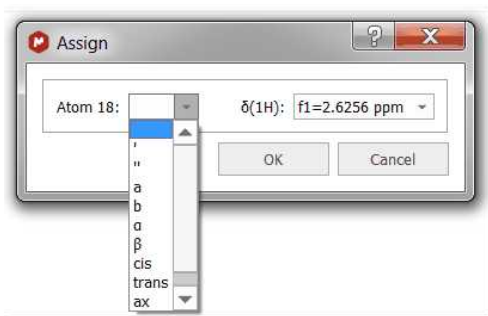 Assign
Atom 18:
δ(1H): f1=2.6256 ppm
'
"
a
b
α
β
cis
trans
ax
OK
Cancel